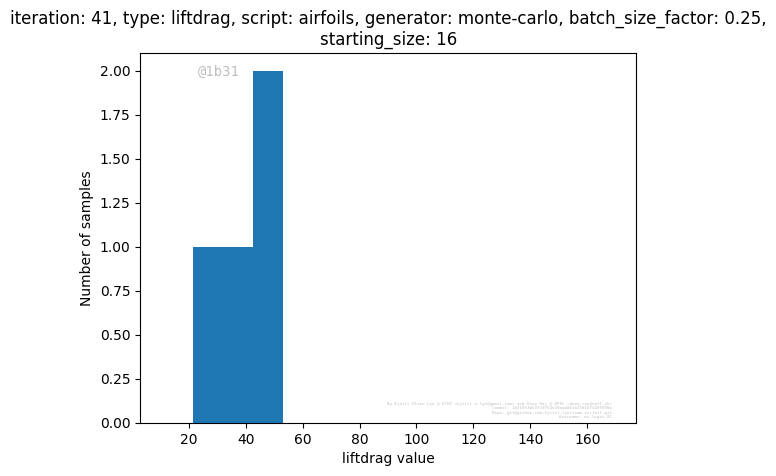 iteration: 41, type: liftdrag, script: airfoils, generator: monte-carlo, batch_size_factor: 0.25,
starting_size: 16
@1b31
2.00
1.75
1.50
1.25
1.00
0.75
0.50
0.25
0.00
Number of samples
20 40 60 80 100 120 140 160
liftdrag value